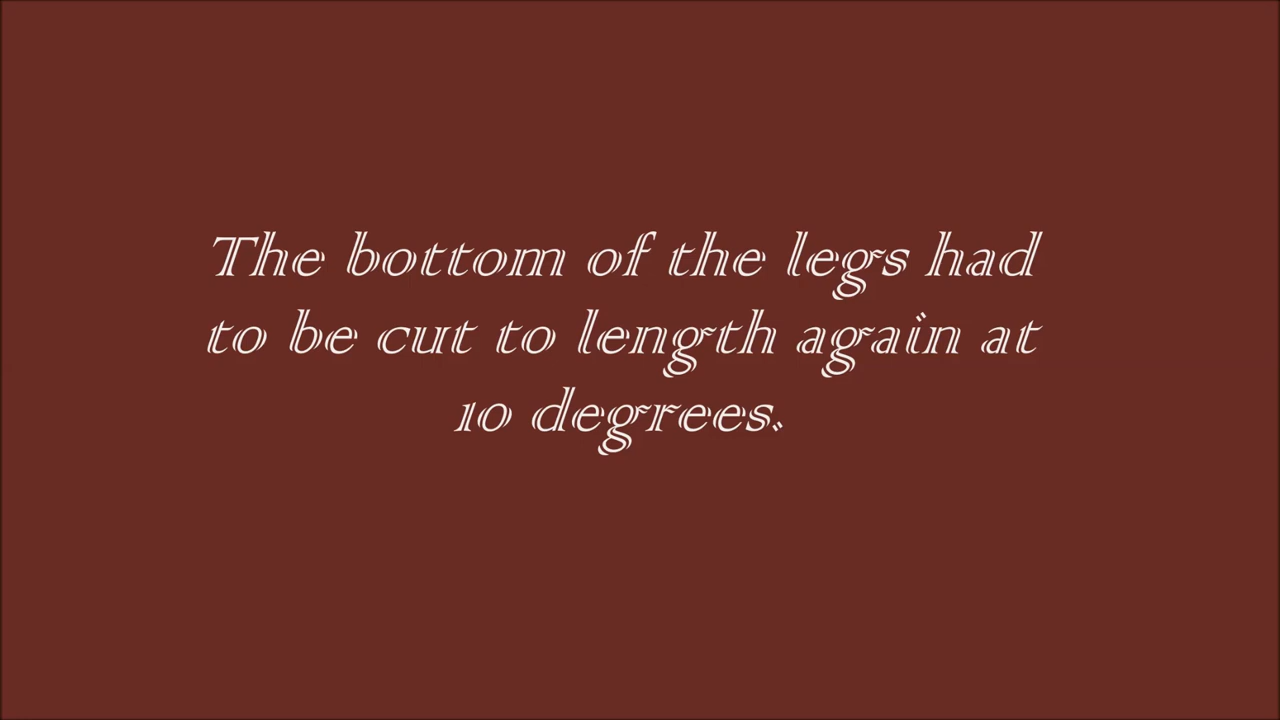 The bottom of the legs had
to be cut to length again at
10 degrees.